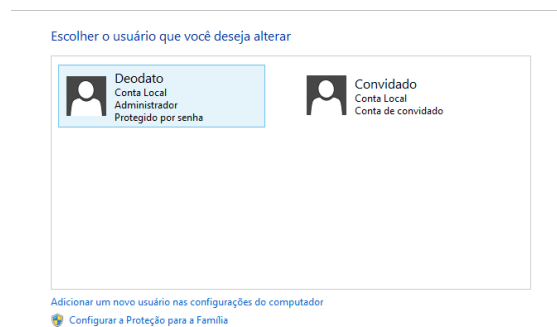 Escolher o usuário que você deseja alterar
Deodato
Conta Local
Administrador
Protegido por senha
Convidado
Conta Local
Conta de convidado
Adicionar um novo usuário nas configurações do computador
Configurar a Proteção para a Família